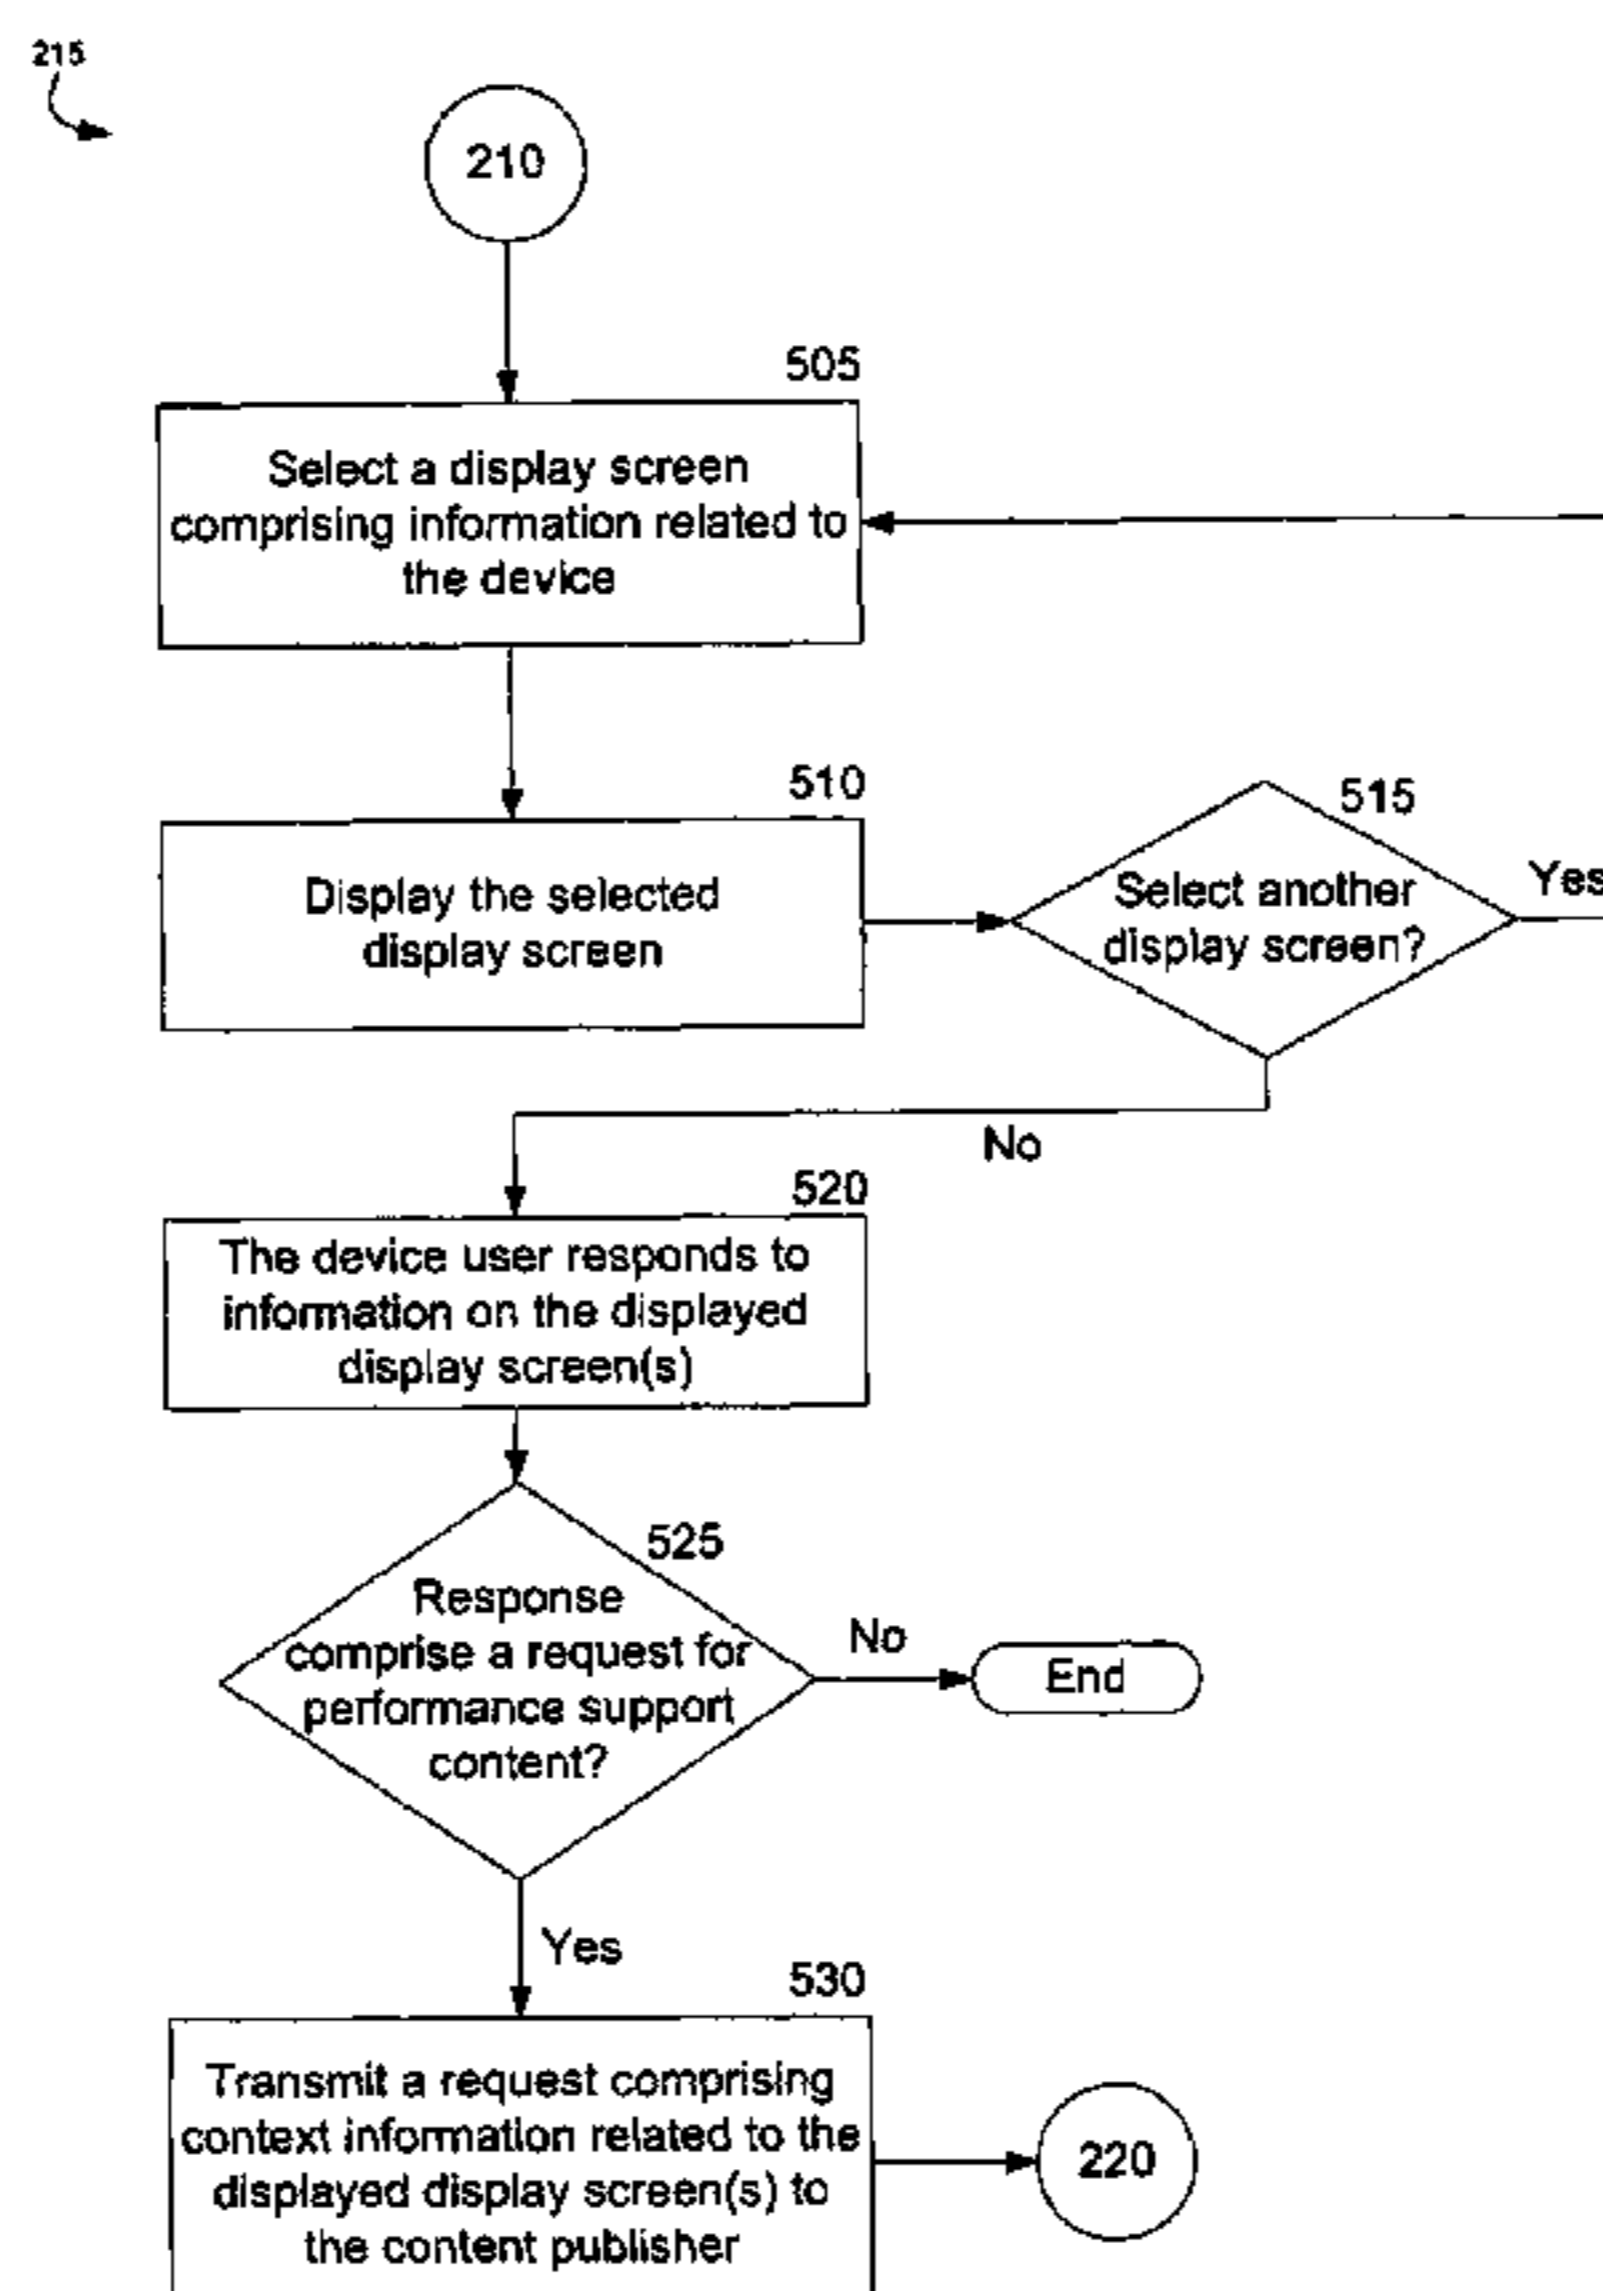 215
210
505
Select a display screen
comprising information related to
the device
510
Display the selected
display screen
515
Select another
display screen?
Yes
No
520
The device user responds to
information on the displayed
display screen(s)
525
Response
comprise a request for
performance support
content?
No
End
Yes
530
Transmit a request comprising
context information related to the
displayed display screen(s) to
the content publisher
220